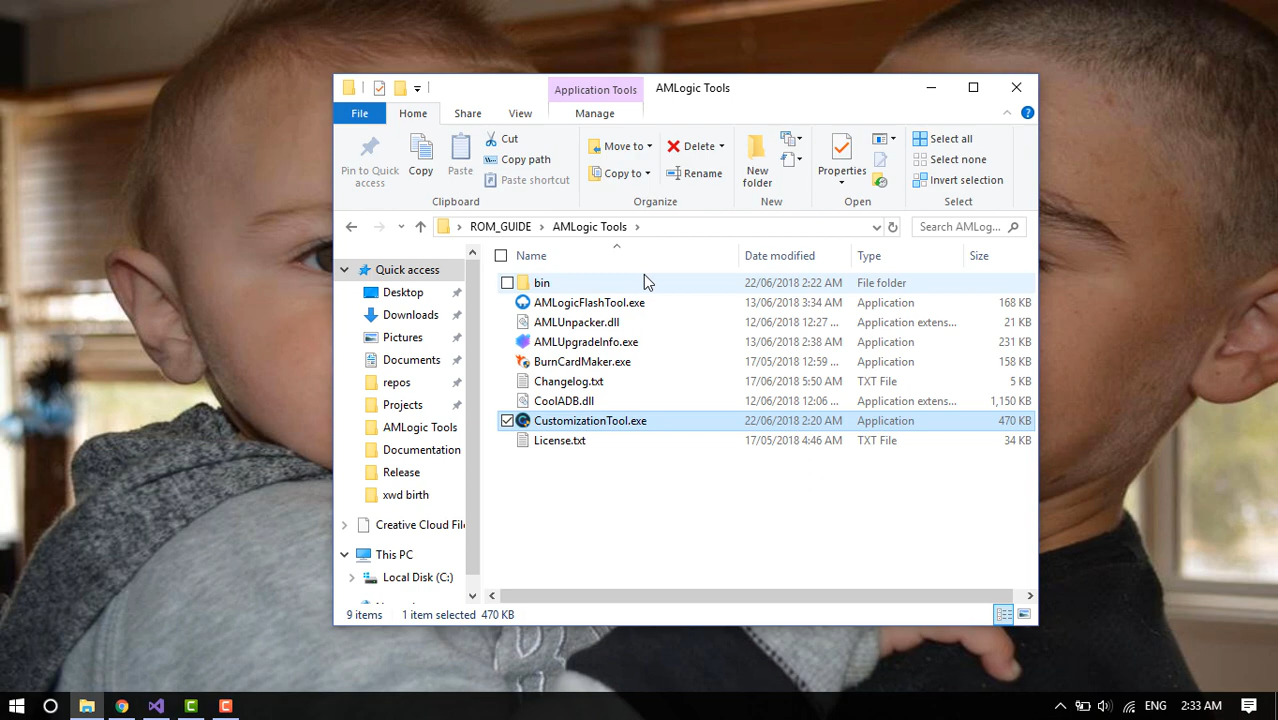 Application Tools AMLogic Tools
File Home Share View Manage
Pin to Quick access
Copy
Paste
Cut
Copy path
Paste shortcut
Clipboard
Move to
Copy to
Delete
Rename
Organize
New folder
New
Properties
Open
Select all
Select none
Invert selection
Select
ROM_GUIDE AMLogic Tools
Search AMLog...
Quick access
Desktop
Downloads
Pictures
Documents
repos
Projects
AMLogic Tools
Documentation
Release
xwd birth
Creative Cloud File
This PC
Local Disk (C:)
Name Date modified Type Size
bin 22/06/2018 2:22 AM File folder
AMLogicFlashTool.exe 13/06/2018 3:34 AM Application 168 KB
AMLUnpacker.dll 12/06/2018 12:27 ... Application extens... 21 KB
AMLUpgradeInfo.exe 13/06/2018 2:38 AM Application 231 KB
BurnCardMaker.exe 17/05/2018 12:59 ... Application 158 KB
Changelog.txt 17/06/2018 5:50 AM TXT File 5 KB
CoolADB.dll 12/06/2018 12:06 ... Application extens... 1,150 KB
CustomizationTool.exe 22/06/2018 2:20 AM Application 470 KB
License.txt 17/05/2018 4:46 AM TXT File 34 KB
9 items 1 item selected 470 KB
ENG 2:33 AM